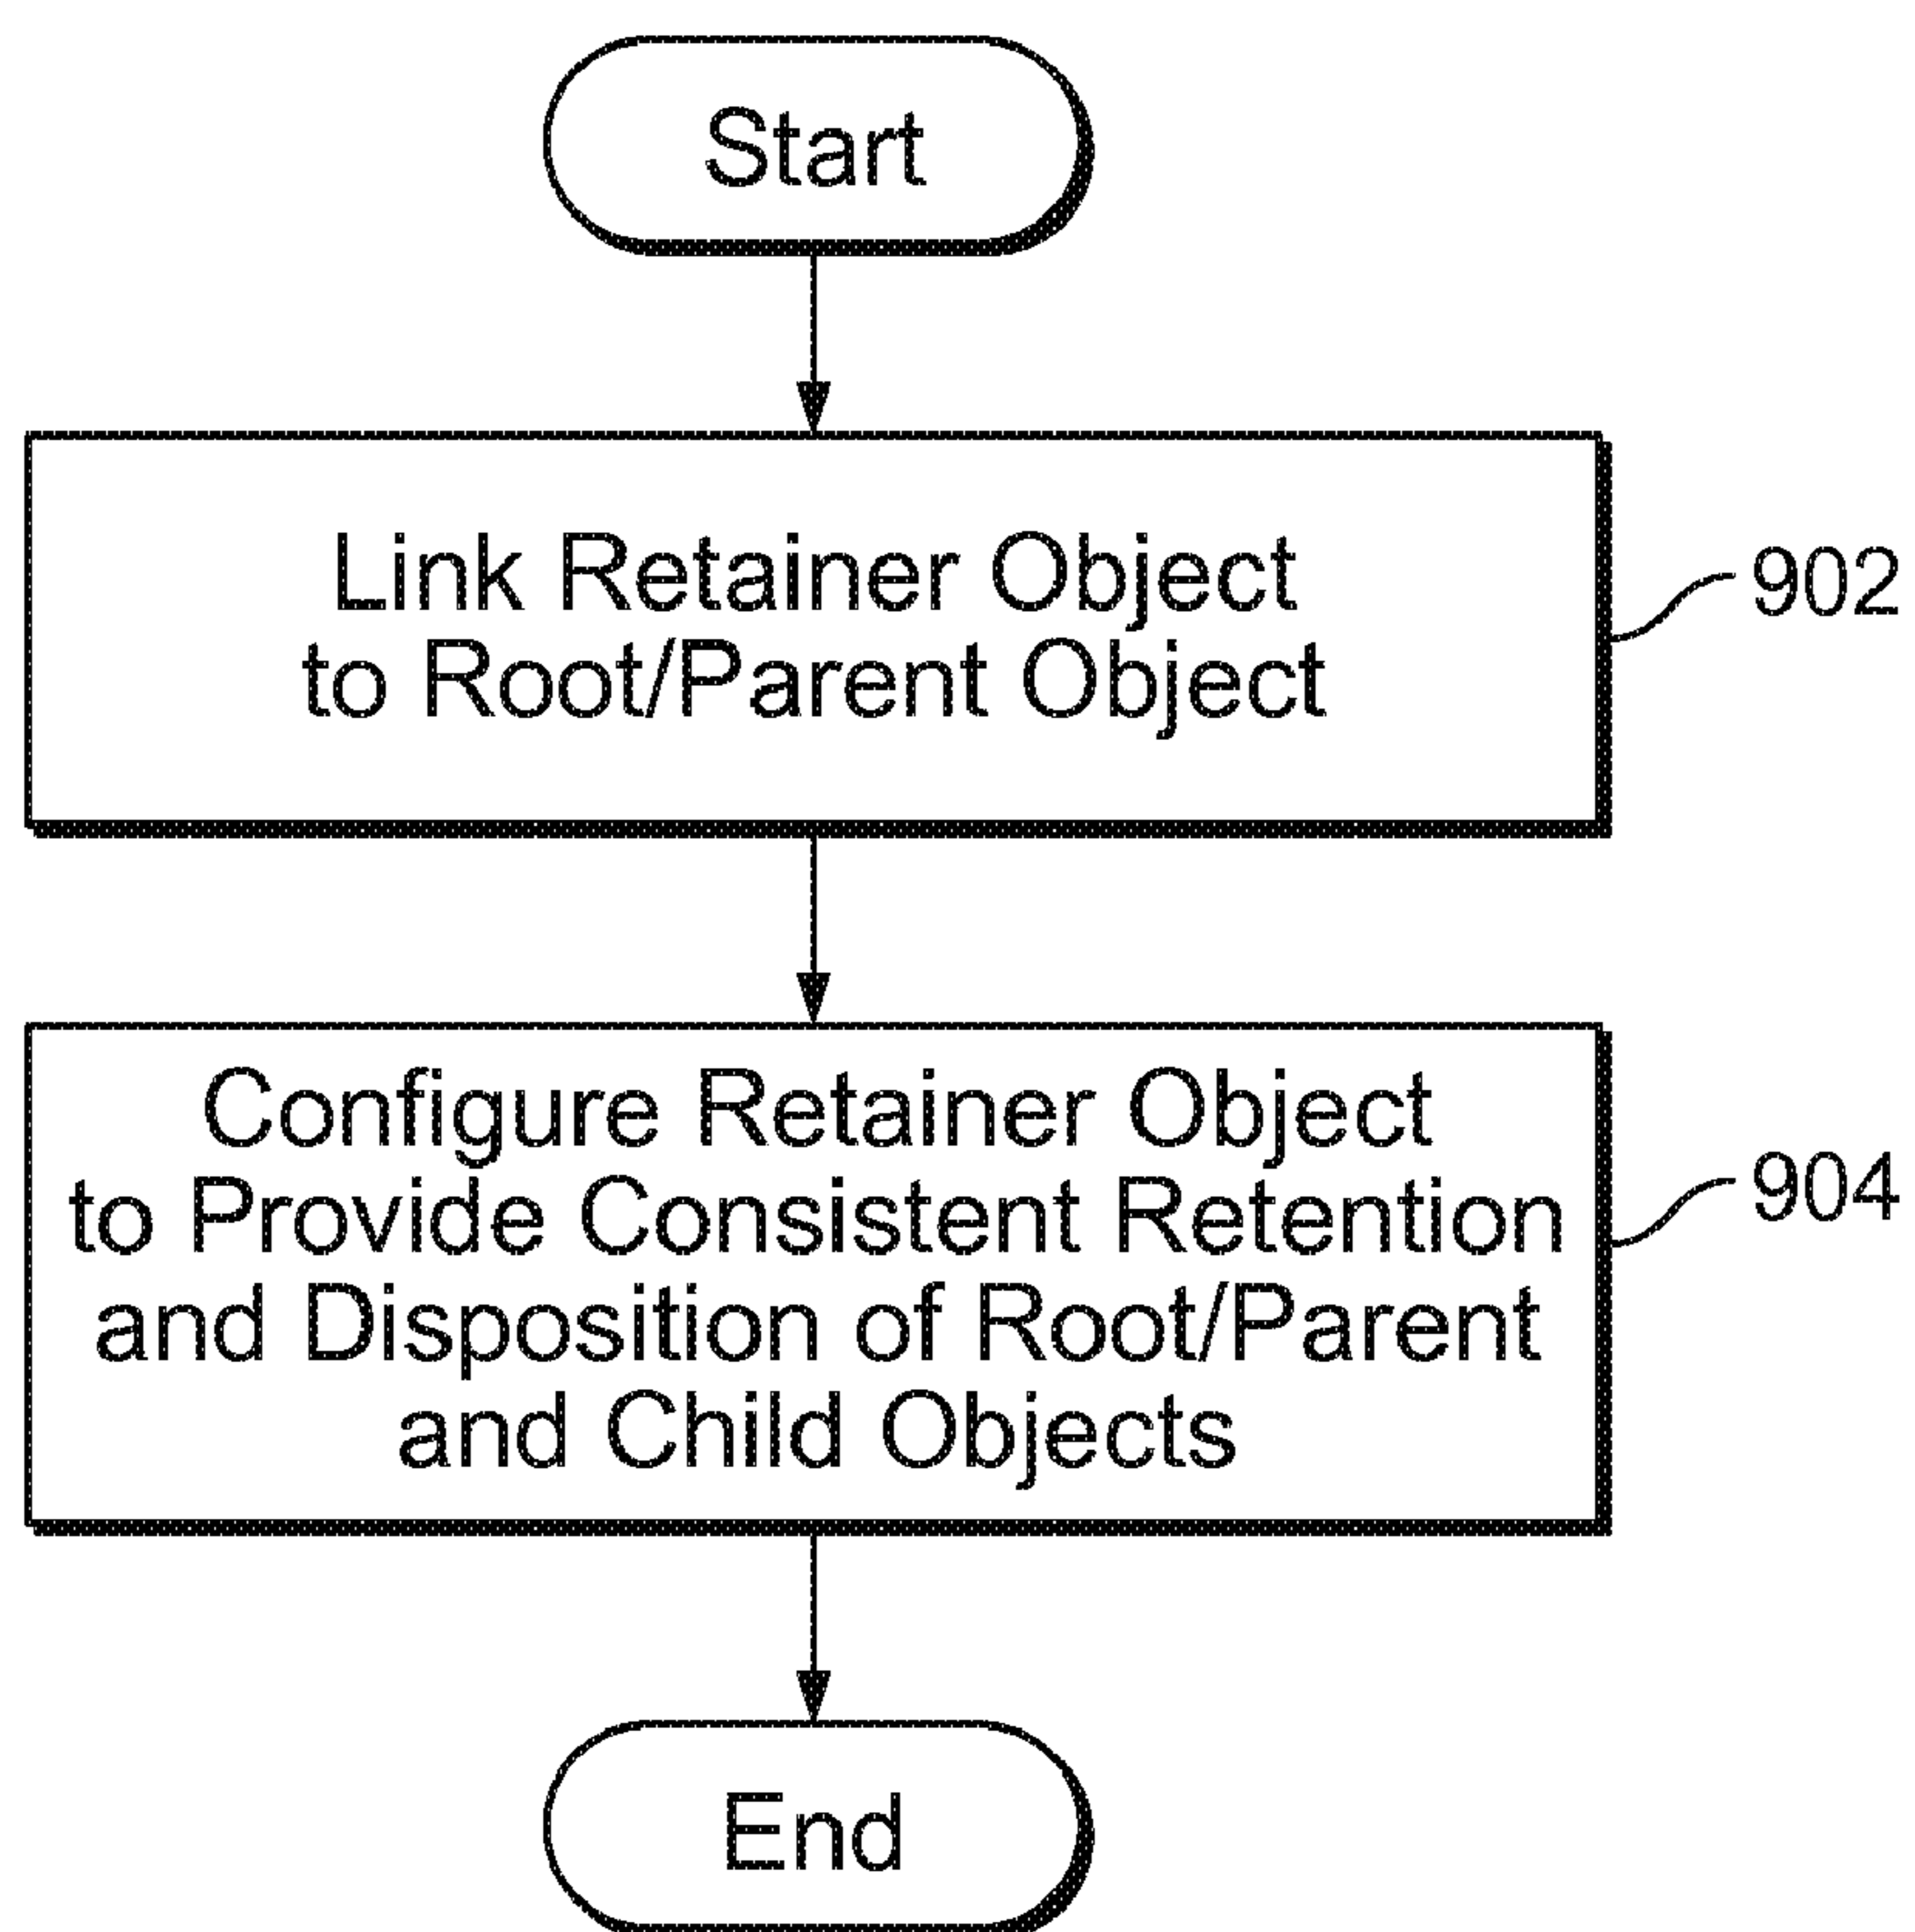 Start
Link Retainer Object
to Root/Parent Object
902
Configure Retainer Object
to Provide Consistent Retention
and Disposition of Root/Parent
and Child Objects
904
End